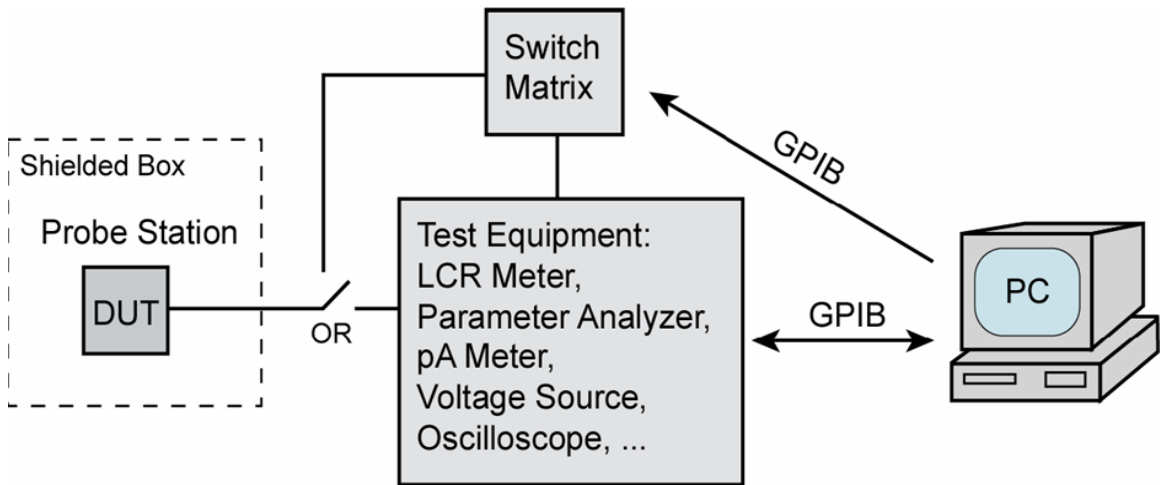 Switch
Matrix
GPIB
Shielded Box
Probe Station
DUT
OR
Test Equipment:
LCR Meter,
Parameter Analyzer,
pA Meter,
Voltage Source,
Oscilloscope, ...
GPIB
PC